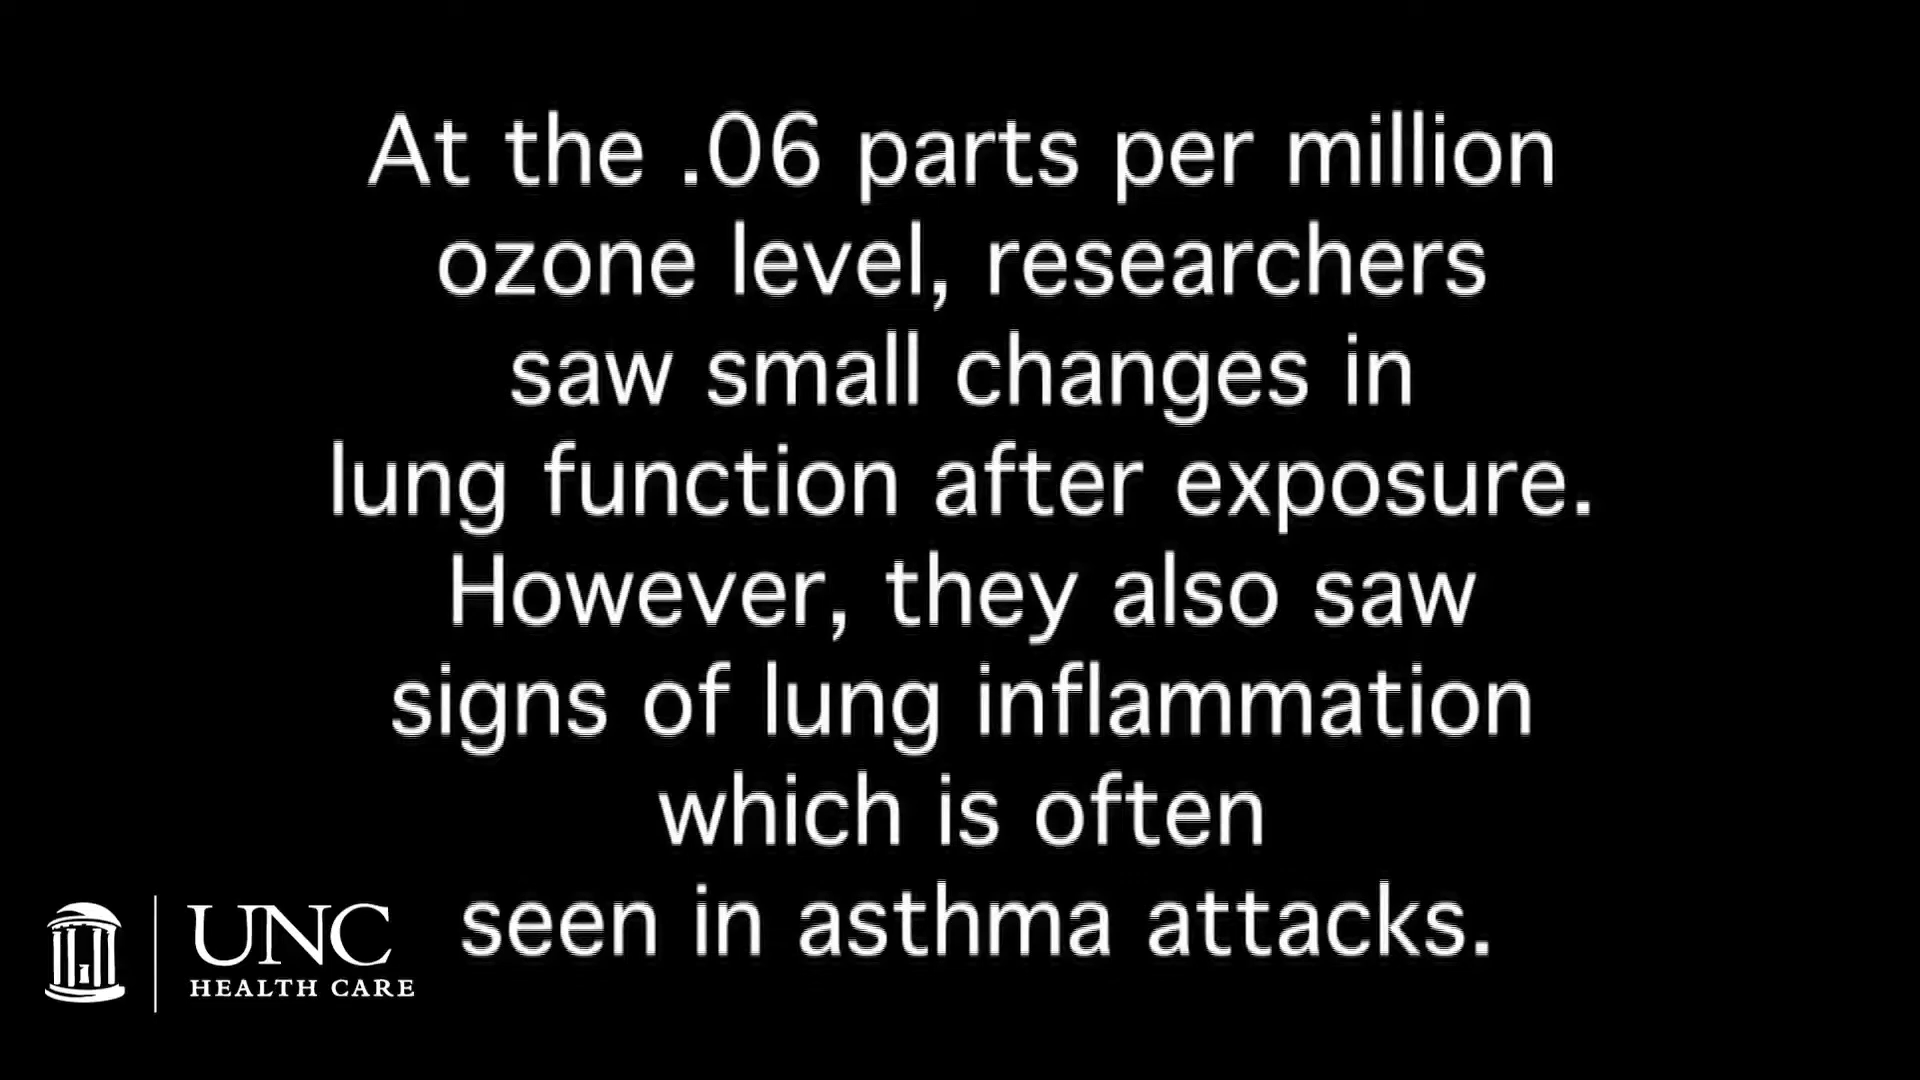 At the .06 parts per million
ozone level, researchers
saw small changes in
lung function after exposure.
However, they also saw
signs of lung inflammation
which is often
seen in asthma attacks.
UNC
HEALTH CARE